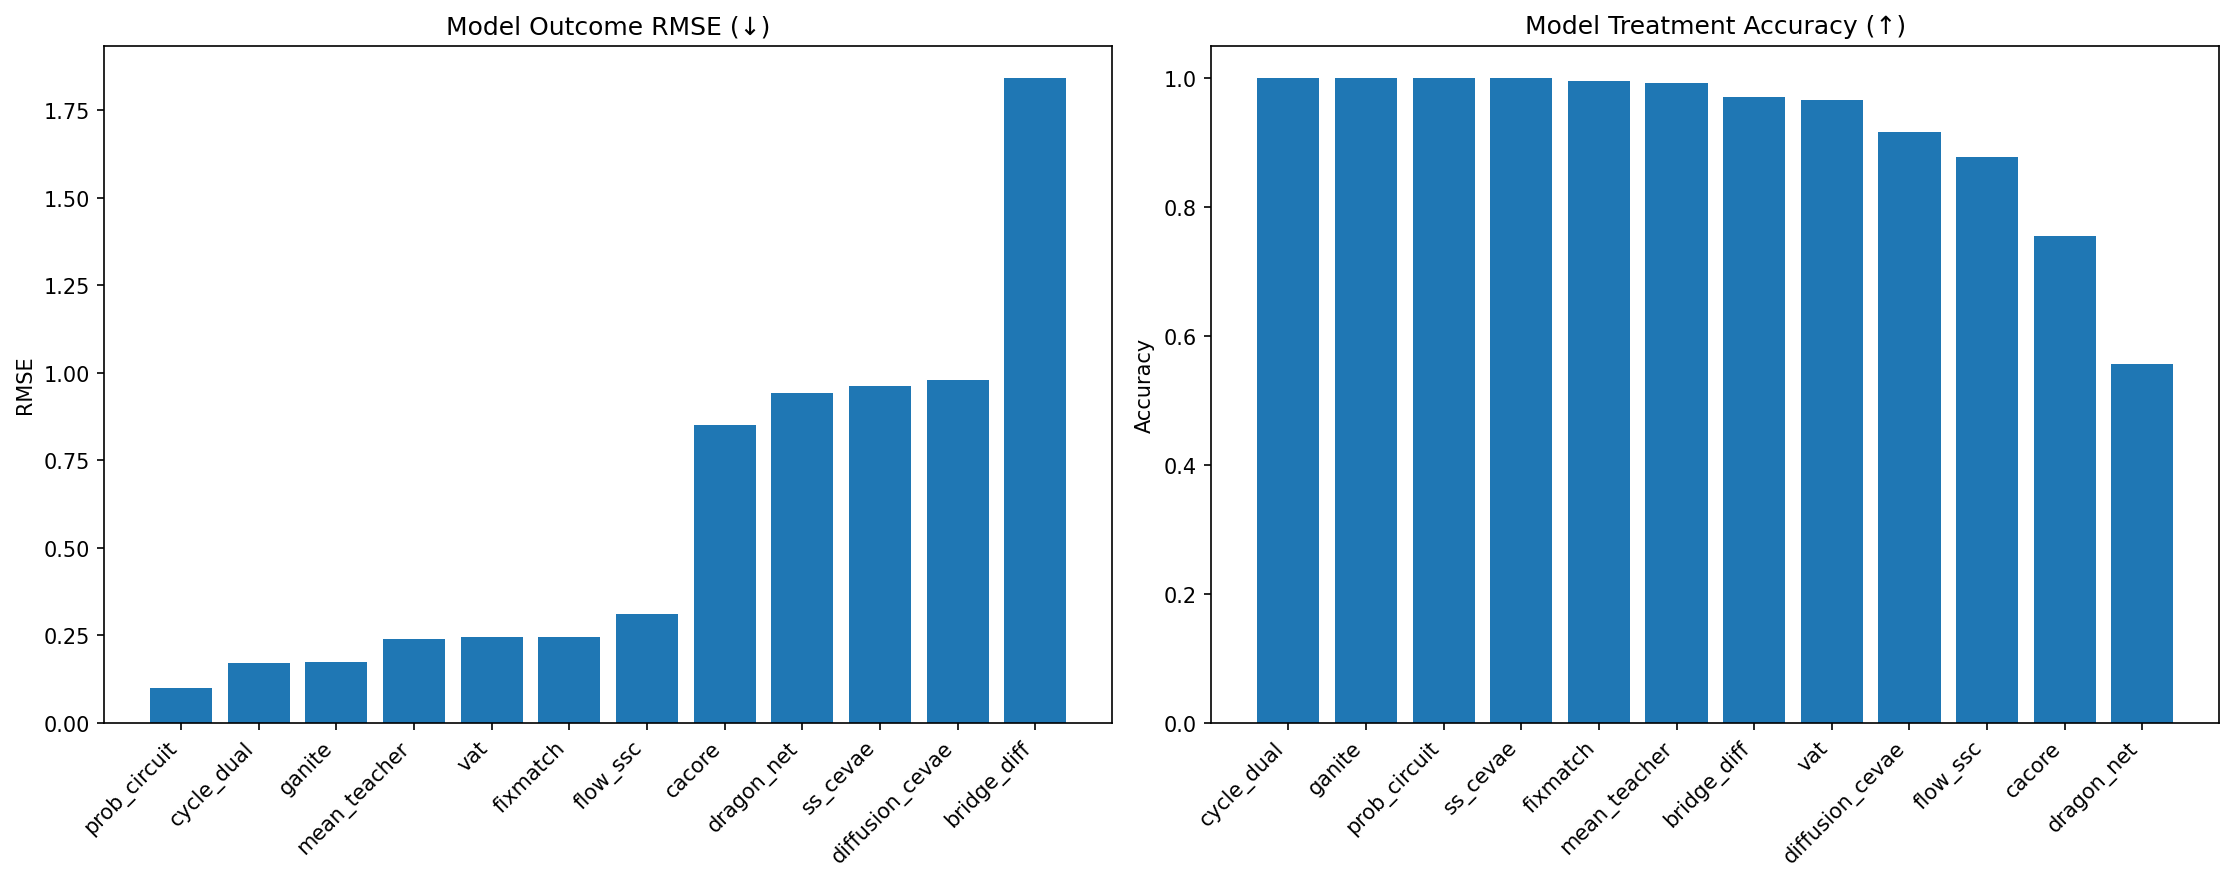 Model Outcome RMSE (↓)
RMSE
1.75
1.50
1.25
1.00
0.75
0.50
0.25
0.00
prob_circuit
cycle_dual
ganite
mean_teacher
vat
fixmatch
flow_ssc
cacore
dragon_net
ss_cevae
diffusion_cevae
bridge_diff
Model Treatment Accuracy (↑)
Accuracy
1.0
0.8
0.6
0.4
0.2
0.0
cycle_dual
ganite
prob_circuit
ss_cevae
fixmatch
mean_teacher
bridge_diff
vat
diffusion_cevae
flow_ssc
cacore
dragon_net